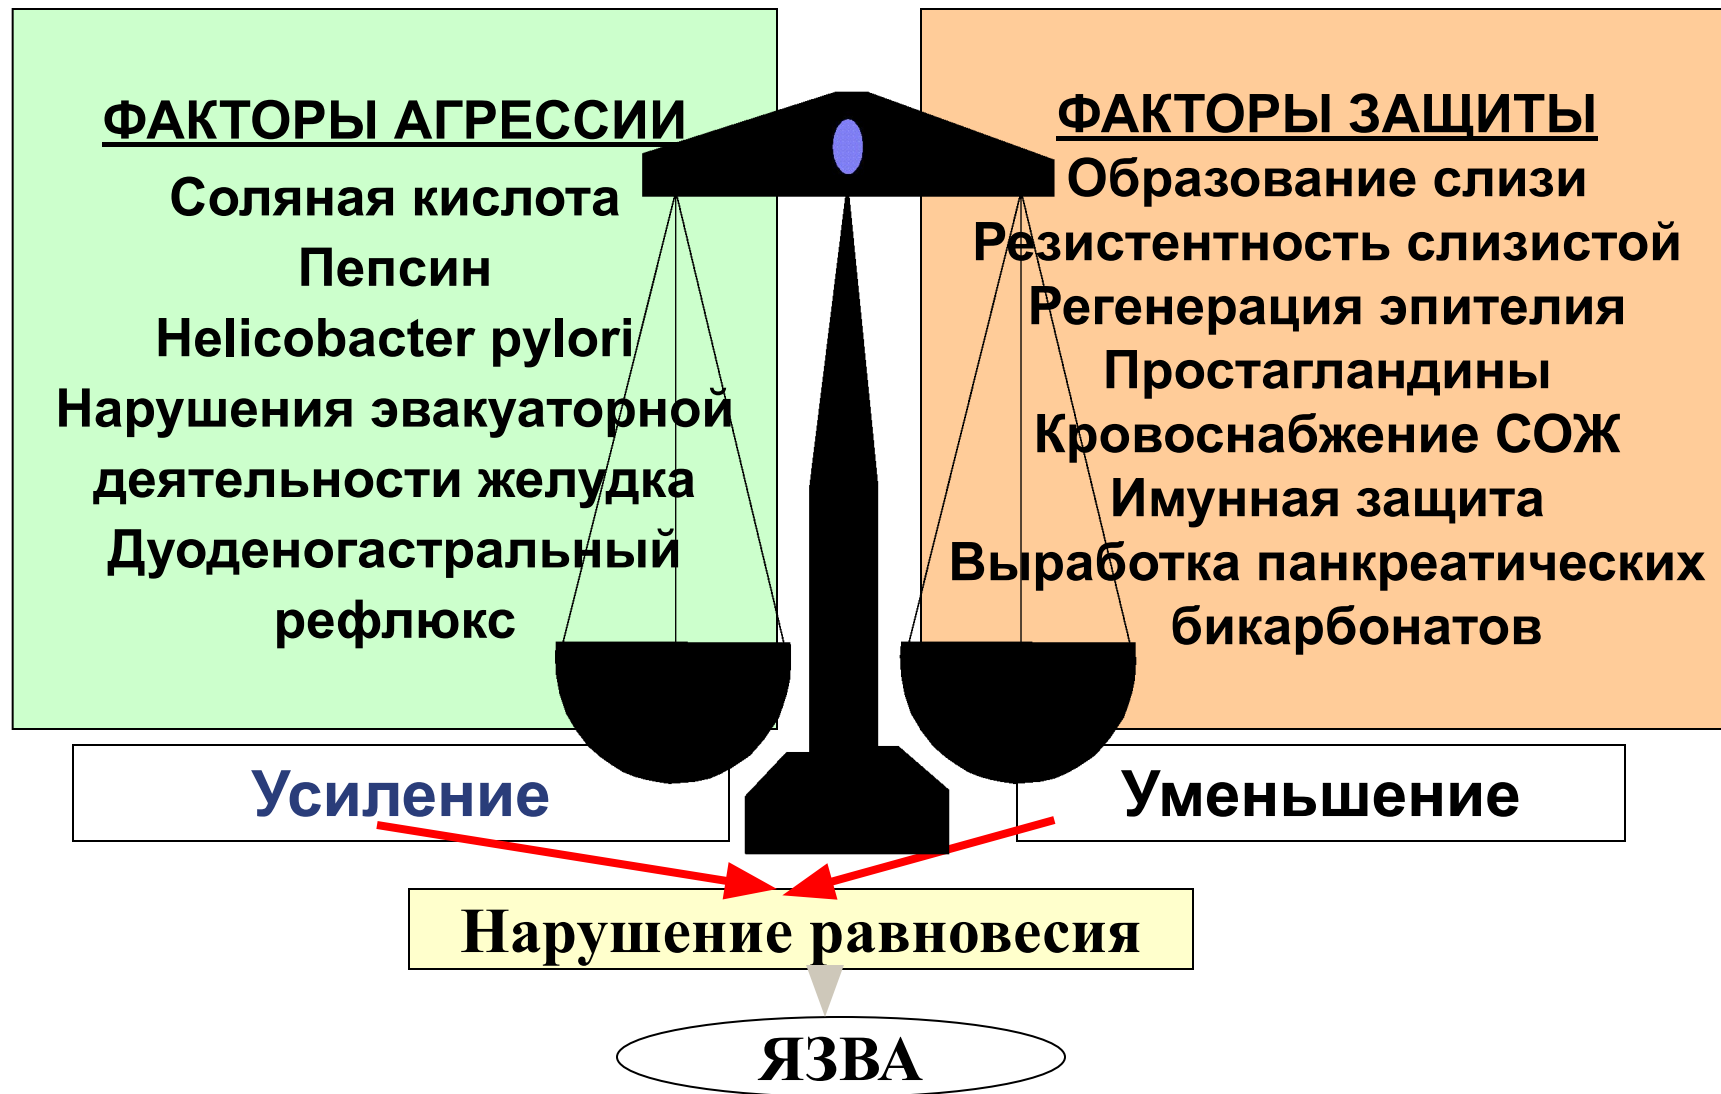 ФАКТОРЫ АГРЕССИИ
Соляная кислота
Пепсин
Helicobacter pylori
Нарушения эвакуаторной
деятельности желудка
Дуоденогастральный
рефлюкс
ФАКТОРЫ ЗАЩИТЫ
Образование слизи
Резистентность слизистой
Регенерация эпителия
Простагландины
Кровоснабжение СОЖ
Имунная защита
Выработка панкреатических
бикарбонатов
Усиление
Уменьшение
Нарушение равновесия
ЯЗВА